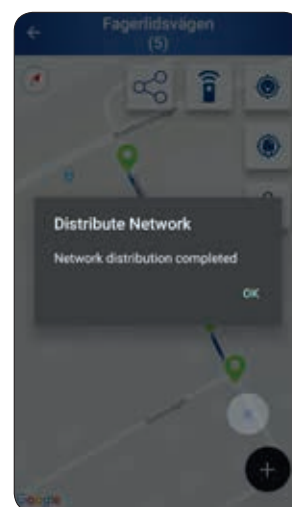 Fagerlidsvägen
(5)
Distribute Network
Network distribution completed
OK
Google